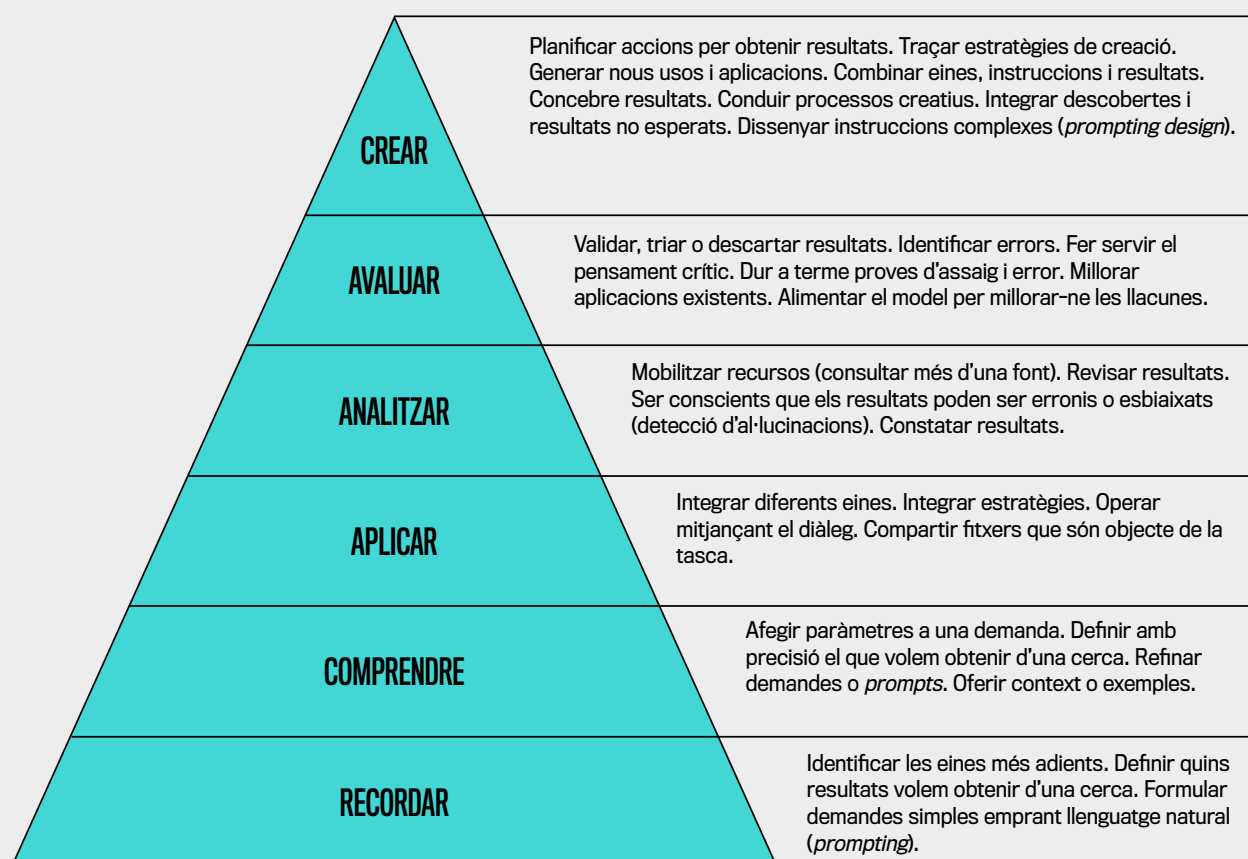 Planificar accions per obtenir resultats. Traçar estratègies de creació.
Generar nous usos i aplicacions. Combinar eines, instruccions i resultats.
Concebre resultats. Conduir processos creatius. Integrar descobertes i
resultats no esperats. Dissenyar instruccions complexes (prompting design).
CREAR
Validar, triar o descartar resultats. Identificar errors. Fer servir el
pensament crític. Dur a terme proves d'assaig i error. Millorar
aplicacions existents. Alimentar el model per millorar-ne les llacunes.
AVALUAR
Mobilitzar recursos (consultar més d'una font). Revisar resultats.
Ser conscients que els resultats poden ser erronis o esbiaixats
(detecció d'al·lucinacions). Constatar resultats.
ANALITZAR
Integrar diferents eines. Integrar estratègies. Operar
mitjançant el diàleg. Compartir fitxers que són objecte de la
tasca.
APLICAR
Afegir paràmetres a una demanda. Definir amb
precisió el que volem obtenir d'una cerca. Refinar
demandes o prompts. Oferir context o exemples.
COMPRENDRE
Identificar les eines més adients. Definir quins
resultats volem obtenir d'una cerca. Formular
demandes simples emprant llenguatge natural
(prompting).
RECORDAR